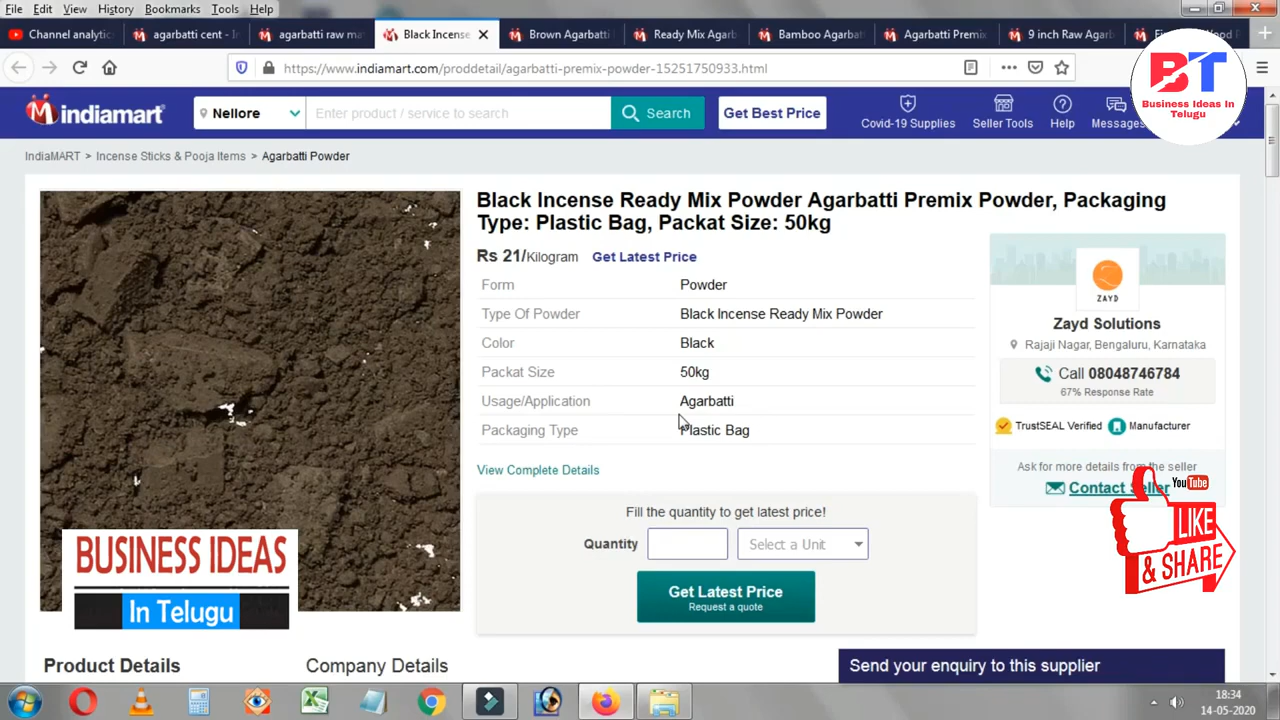 File Edit View History Bookmarks Tools Help
Channel analytic agarbatti cent - In agarbatti raw ma Black Incense Brown Agarbatti Ready Mix Agarb Bamboo Agarbat Agarbatti Premix 9 inch Raw Agarb
https://www.indiamart.com/proddetail/agarbatti-premix-powder-15251750933.html
BT
Business Ideas In
Telugu
indiamart Nellore Enter product / service to search Search Get Best Price Covid-19 Supplies Seller Tools Help Messages
IndiaMART > Incense Sticks & Pooja Items > Agarbatti Powder
Black Incense Ready Mix Powder Agarbatti Premix Powder, Packaging
Type: Plastic Bag, Packat Size: 50kg
Rs 21/Kilogram Get Latest Price
Form Powder
Type Of Powder Black Incense Ready Mix Powder
Color Black
Packat Size 50kg
Usage/Application Agarbatti
Packaging Type Plastic Bag
View Complete Details
Fill the quantity to get latest price!
Quantity Select a Unit
Get Latest Price
Request a quote
ZAYD
Zayd Solutions
Rajaji Nagar, Bengaluru, Karnataka
Call 08048746784
67% Response Rate
TrustSEAL Verified Manufacturer
Ask for more details from the seller
Contact Seller
YouTube
LIKE
& SHARE
BUSINESS IDEAS
In Telugu
Product Details Company Details Send your enquiry to this supplier
18:34
14-05-2020